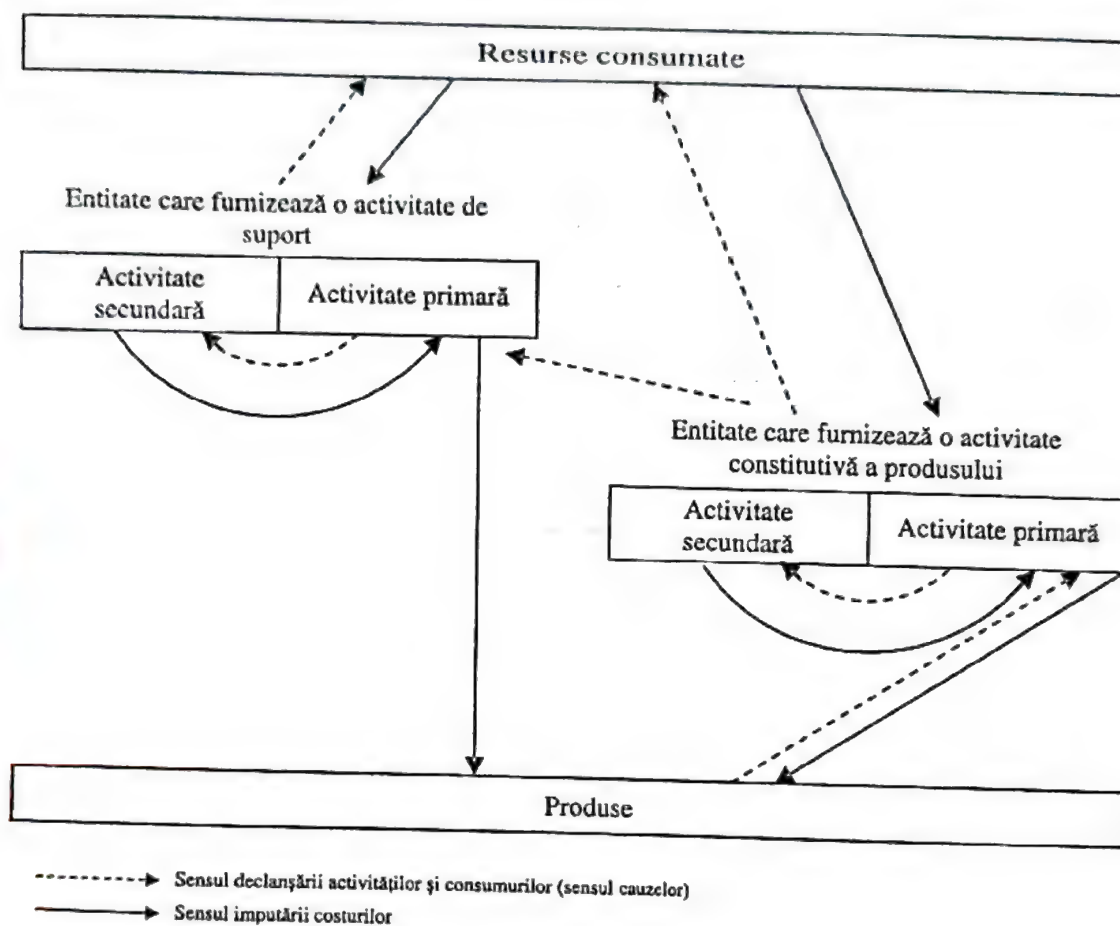 Resurse consumate
Entitate care furnizează o activitate de
suport
Activitate
secundară
Activitate primară
Entitate care furnizează o activitate
constitutivă a produsului
Activitate
secundară
Activitate primară
Produse
Sensul declanşării activităţilor şi consumurilor (sensul cauzelor)
Sensul imputării costurilor